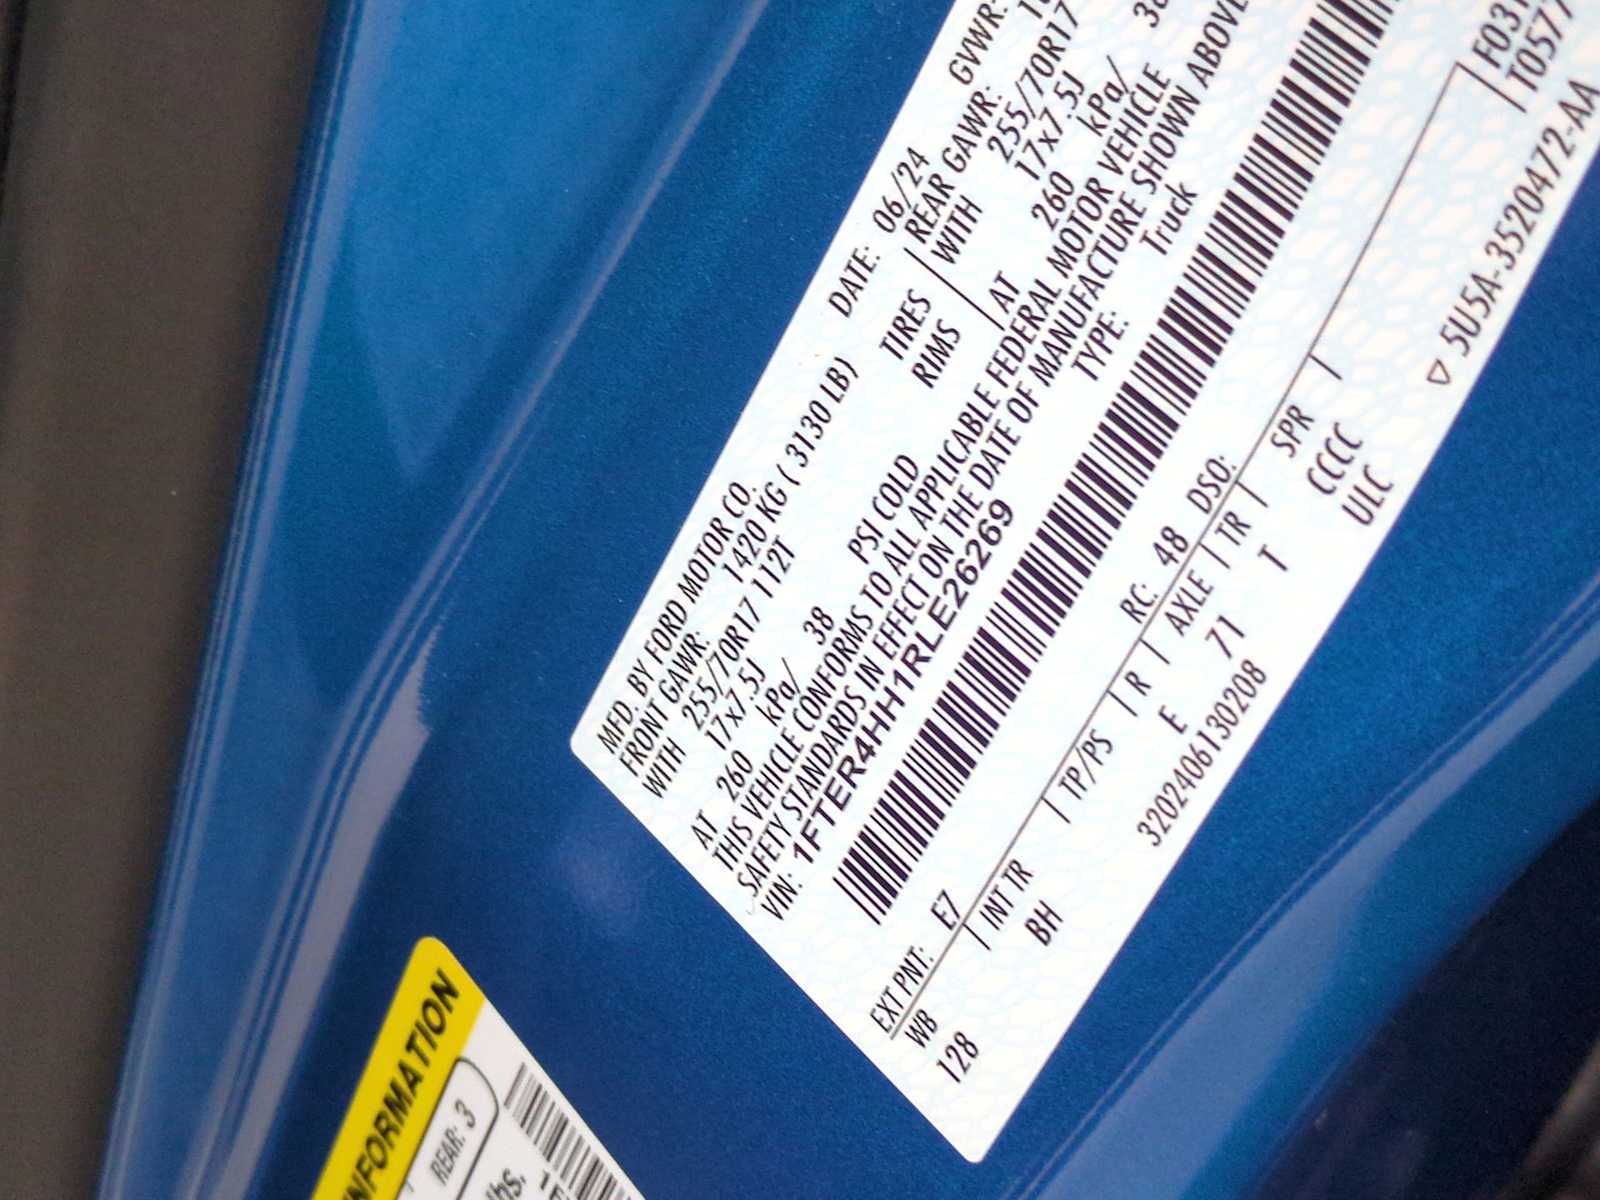 MFD. BY FORD MOTOR CO.
DATE: 06/24
GVWR:
FRONT GAWR: 1420 KG ( 3130 LB)
REAR GAWR:
WITH 255/70R17 112T
TIRES
WITH 255/70R17
17x7.5J
RIMS
17x7.5J
AT 260 kPa/ 38 PSI COLD
AT 260 kPa/ 38
THIS VEHICLE CONFORMS TO ALL APPLICABLE FEDERAL MOTOR VEHICLE
SAFETY STANDARDS IN EFFECT ON THE DATE OF MANUFACTURE SHOWN ABOVE
VIN: 1FTER4HH1RLE26269
TYPE: Truck
F031
T0577
EXT PNT: E7
RC: 48 DSO:
WB | INT TR | TP/PS | R | AXLE | TR | SPR |
128 BH E 71 T CCCC
ULC
3202406130208
▽ 5U5A-3520472-AA
INFORMATION
REAR: 3
lbs.